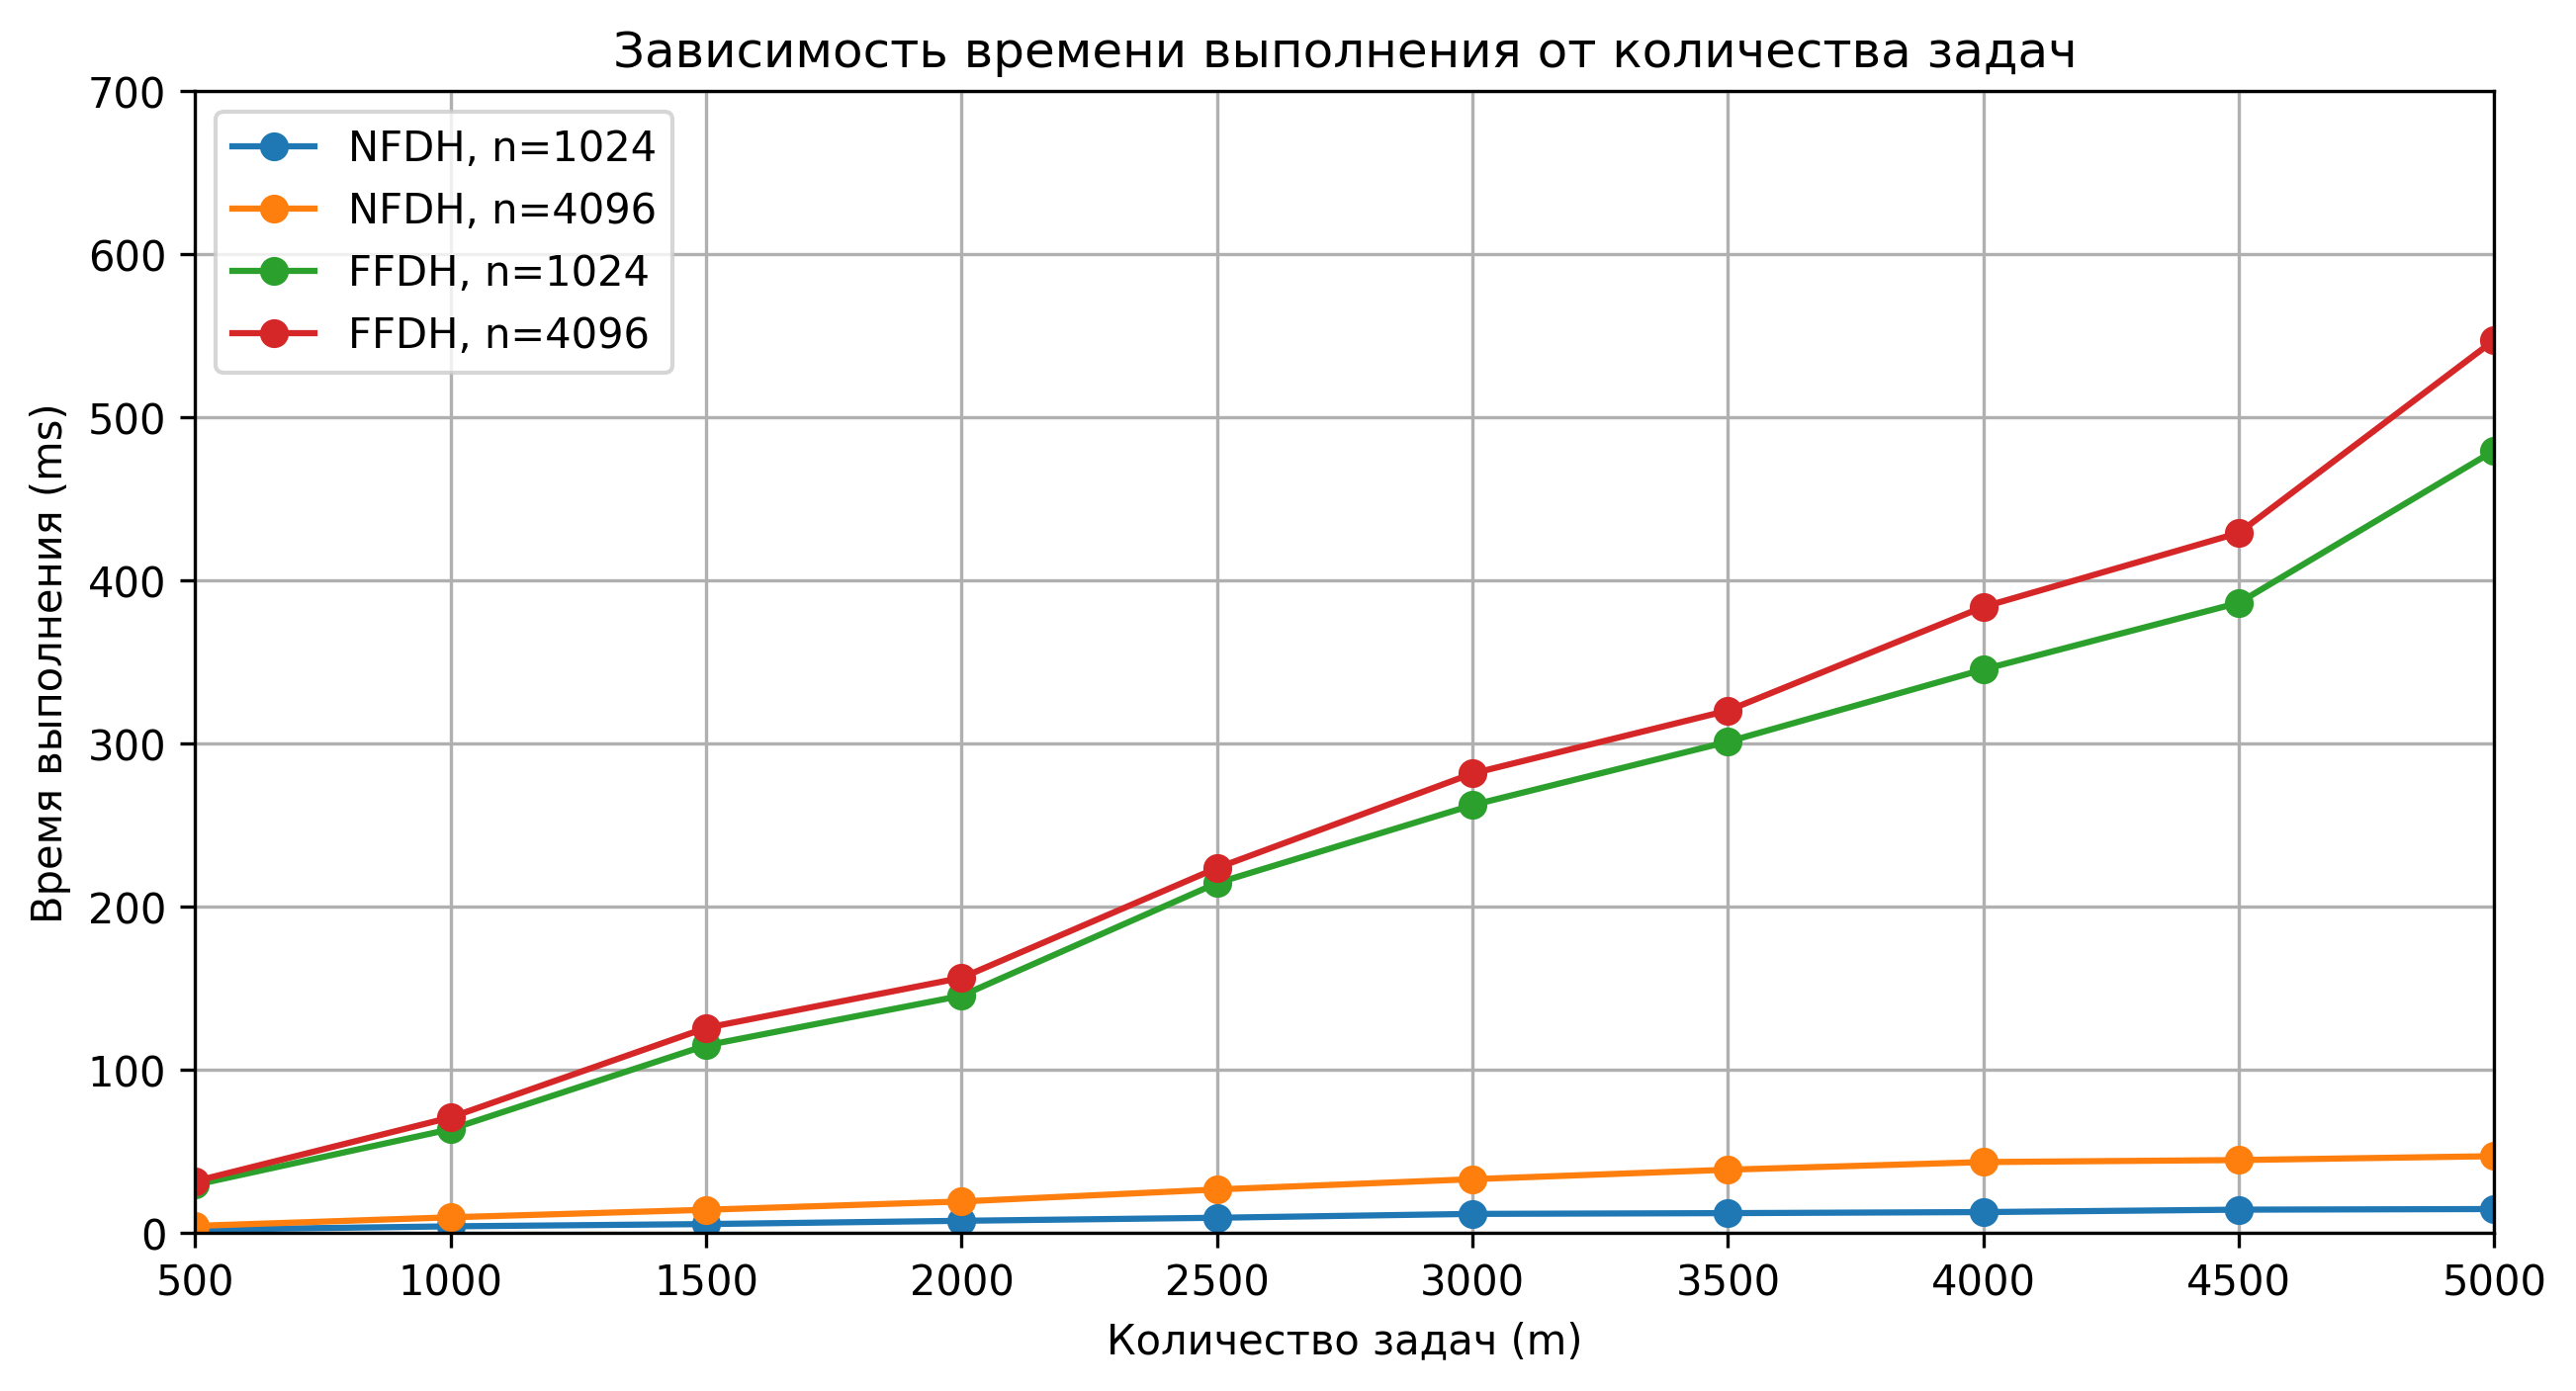 Зависимость времени выполнения от количества задач
700
600
500
400
300
200
100
0
Время выполнения (ms)
NFDH, n=1024
NFDH, n=4096
FFDH, n=1024
FFDH, n=4096
500 1000 1500 2000 2500 3000 3500 4000 4500 5000
Количество задач (m)